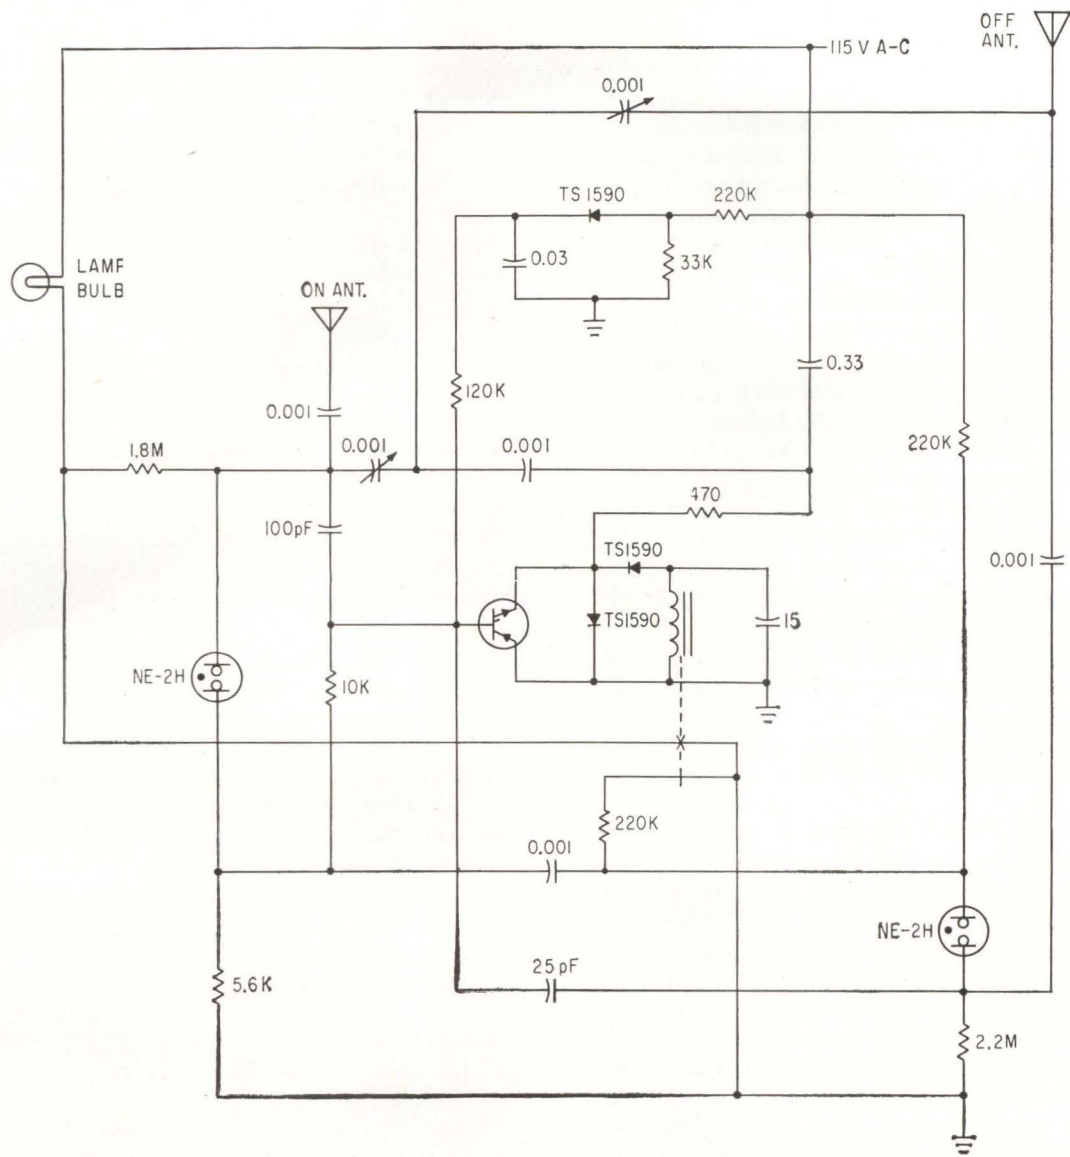 OFF
ANT.
115 V A-C
0.001
TS 1590
220K
0.03
33K
LAMF
BULB
ON ANT.
0.33
120K
0.001
220K
1.8M
0.001
0.001
470
100pF
TS1590
0.001
TS1590
15
NE-2H
10K
220K
0.001
NE-2H
25pF
5.6K
2.2M